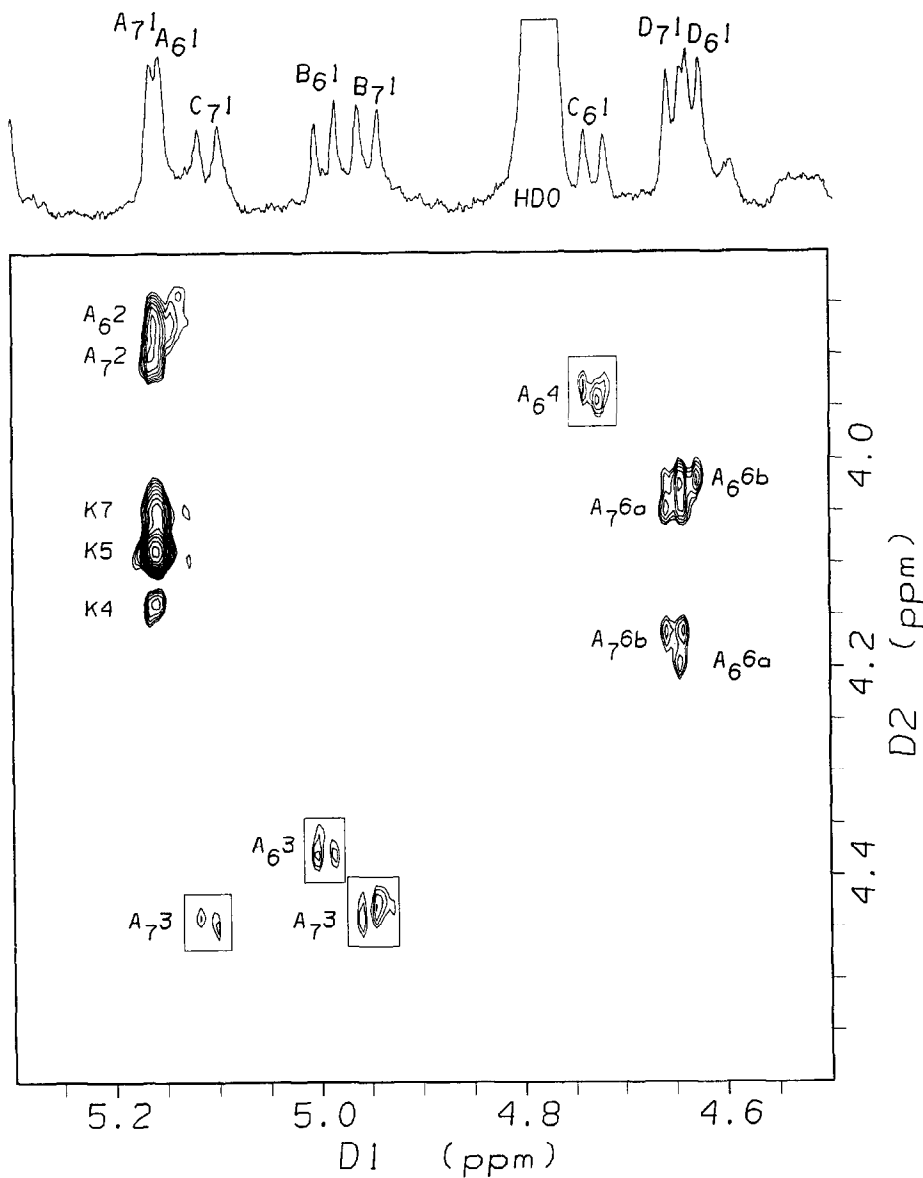 A₇1 A₆1
C₇1
B₆1 B₇1
HDO
C₆1
D₇1 D₆1
A₆2
A₇2
K7
K5
K4
A₆4
A₇6a
A₆6b
A₇6b
A₆6a
A₆3
A₇3
A₇3
4.0
4.2
4.4
D2 (ppm)
5.2 5.0 4.8 4.6
D1 (ppm)